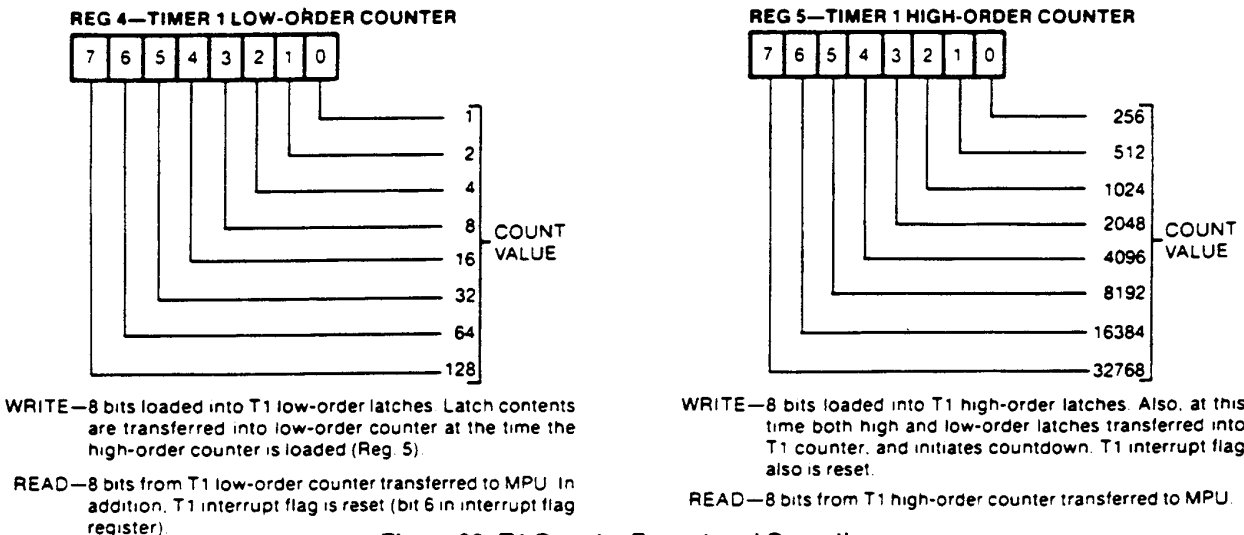 REG 4—TIMER 1 LOW-ORDER COUNTER
7 6 5 4 3 2 1 0
1
2
4
8
16
32
64
128
COUNT
VALUE
WRITE—8 bits loaded into T1 low-order latches. Latch contents
are transferred into low-order counter at the time the
high-order counter is loaded (Reg. 5).
READ—8 bits from T1 low-order counter transferred to MPU. In
addition, T1 interrupt flag is reset (bit 6 in interrupt flag
register).
REG 5—TIMER 1 HIGH-ORDER COUNTER
7 6 5 4 3 2 1 0
256
512
1024
2048
4096
8192
16384
32768
COUNT
VALUE
WRITE—8 bits loaded into T1 high-order latches. Also, at this
time both high and low-order latches transferred into
T1 counter, and initiates countdown. T1 interrupt flag
also is reset.
READ—8 bits from T1 high-order counter transferred to MPU.